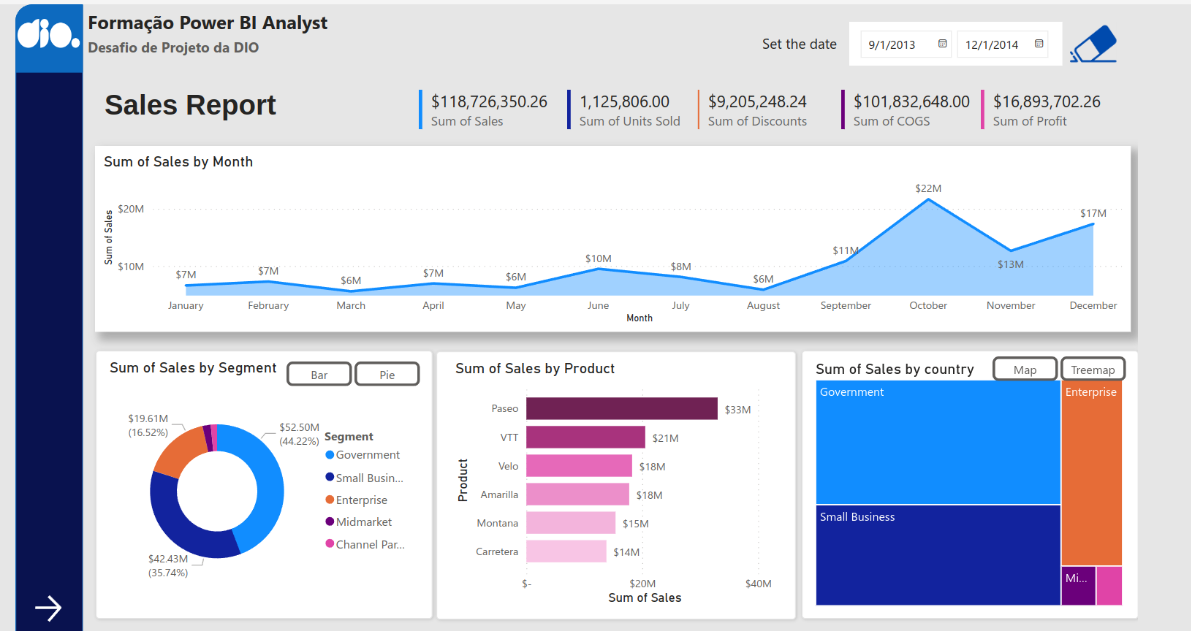 dio.
Formação Power BI Analyst
Desafio de Projeto da DIO
Set the date
9/1/2013
12/1/2014
Sales Report
$118,726,350.26
Sum of Sales
1,125,806.00
Sum of Units Sold
$9,205,248.24
Sum of Discounts
$101,832,648.00
Sum of COGS
$16,893,702.26
Sum of Profit
Sum of Sales by Month
Sum of Sales
$20M
$10M
$7M
$7M
$6M
$7M
$6M
$10M
$8M
$6M
$11M
$22M
$13M
$17M
January
February
March
April
May
June
July
August
September
October
November
December
Month
Sum of Sales by Segment
Bar
Pie
$19.61M
(16.52%)
$52.50M
(44.22%)
$42.43M
(35.74%)
Segment
Government
Small Busin...
Enterprise
Midmarket
Channel Par...
Sum of Sales by Product
Product
Paseo
$33M
VTT
$21M
Velo
$18M
Amarilla
$18M
Montana
$15M
Carretera
$14M
$-
$20M
$40M
Sum of Sales
Sum of Sales by country
Map
Treemap
Government
Enterprise
Small Business
Mi...